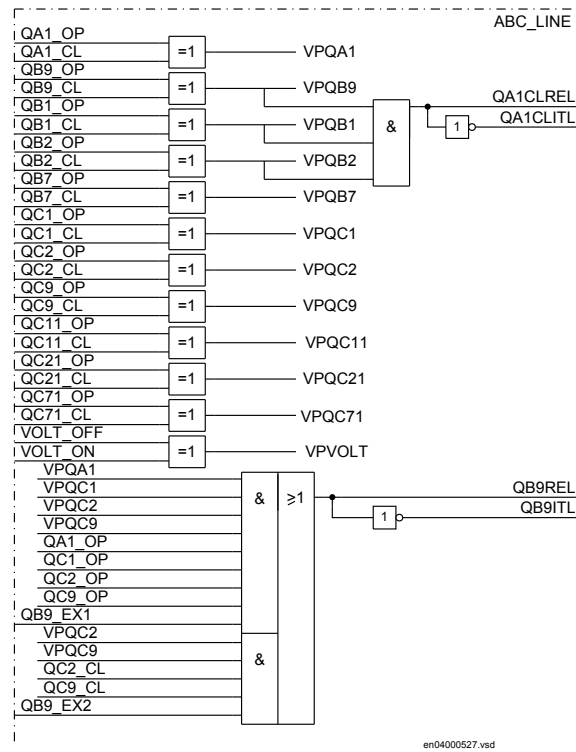 ABC_LINE
QA1_OP
QA1_CL
=1
VPQA1
QB9_OP
QB9_CL
=1
VPQB9
QB1_OP
QB1_CL
=1
VPQB1
QB2_OP
QB2_CL
=1
VPQB2
QB7_OP
QB7_CL
=1
VPQB7
&
QA1CLREL
QA1CLITL
1
QC1_OP
QC1_CL
=1
VPQC1
QC2_OP
QC2_CL
=1
VPQC2
QC9_OP
QC9_CL
=1
VPQC9
QC11_OP
QC11_CL
=1
VPQC11
QC21_OP
QC21_CL
=1
VPQC21
QC71_OP
QC71_CL
=1
VPQC71
VOLT_OFF
VOLT_ON
=1
VPVOLT
VPQA1
VPQC1
VPQC2
VPQC9
QA1_OP
QC1_OP
QC2_OP
QC9_OP
QB9_EX1
&
≥1
QB9REL
QB9ITL
1
VPQC2
VPQC9
QC2_CL
QC9_CL
QB9_EX2
&
en04000527.vsd